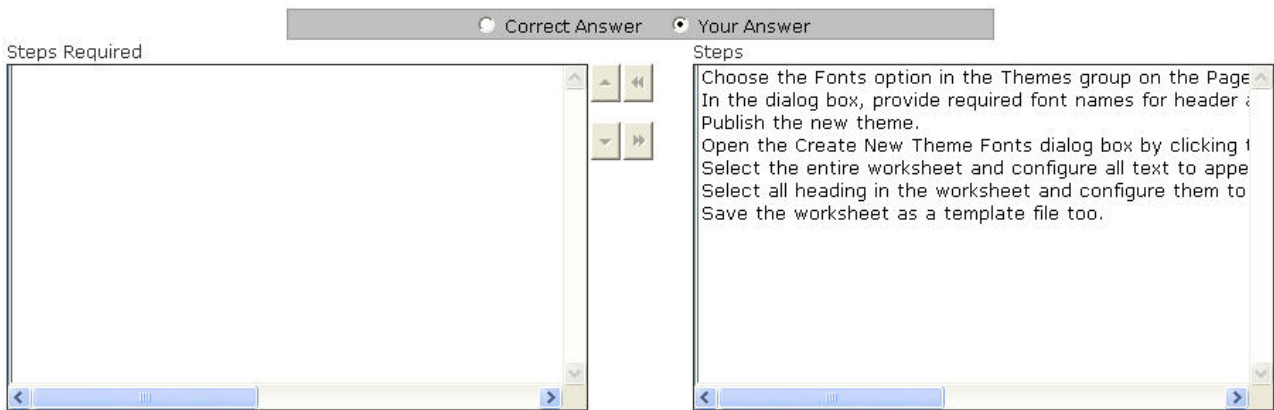 Correct Answer Your Answer
Steps Required
Steps
Choose the Fonts option in the Themes group on the Page
In the dialog box, provide required font names for header
Publish the new theme.
Open the Create New Theme Fonts dialog box by clicking
Select the entire worksheet and configure all text to appe
Select all heading in the worksheet and configure them to
Save the worksheet as a template file too.